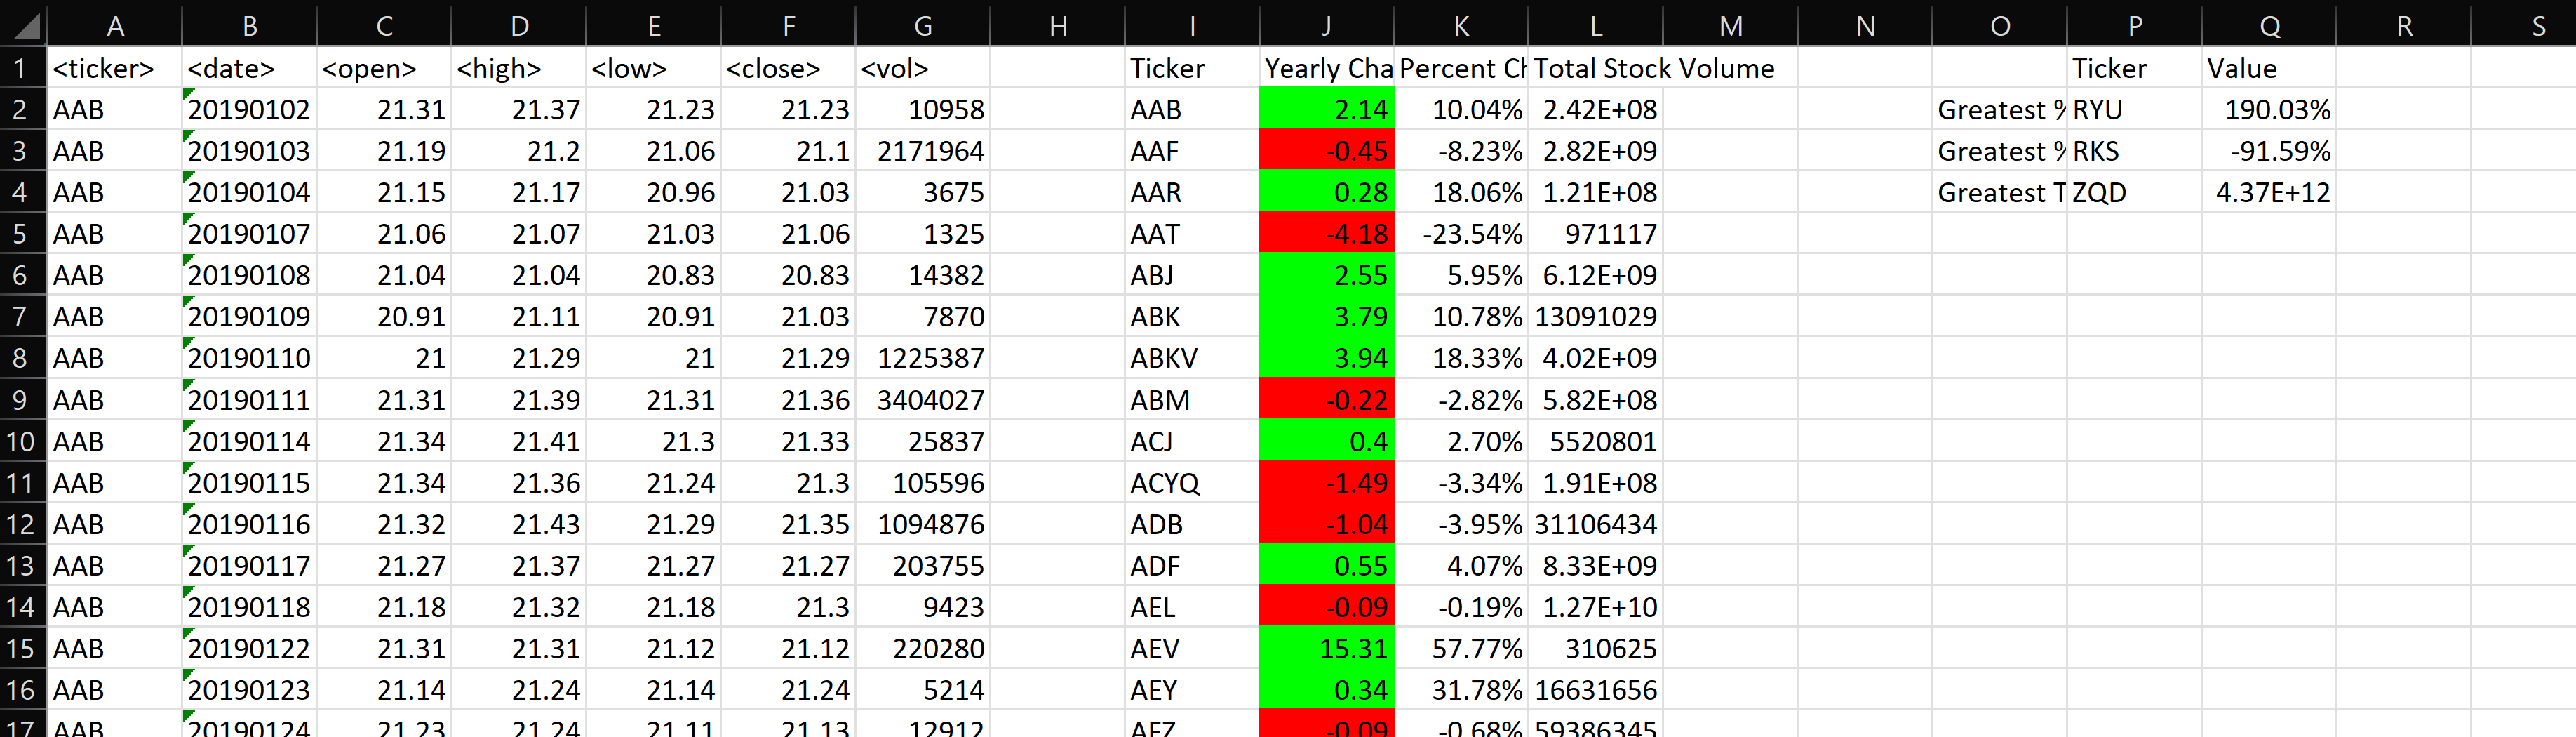 A B C D E F G H I J K L M N O P Q R S
1 <ticker> <date> <open> <high> <low> <close> <vol> Ticker Yearly Cha Percent Ch Total Stock Volume Ticker Value
2 AAB 20190102 21.31 21.37 21.23 21.23 10958 AAB 2.14 10.04% 2.42E+08 Greatest % RYU 190.03%
3 AAB 20190103 21.19 21.2 21.06 21.1 2171964 AAF -0.45 -8.23% 2.82E+09 Greatest % RKS -91.59%
4 AAB 20190104 21.15 21.17 20.96 21.03 3675 AAR 0.28 18.06% 1.21E+08 Greatest T ZQD 4.37E+12
5 AAB 20190107 21.06 21.07 21.03 21.06 1325 AAT -4.18 -23.54% 971117
6 AAB 20190108 21.04 21.04 20.83 20.83 14382 ABJ 2.55 5.95% 6.12E+09
7 AAB 20190109 20.91 21.11 20.91 21.03 7870 ABK 3.79 10.78% 13091029
8 AAB 20190110 21 21.29 21 21.29 1225387 ABKV 3.94 18.33% 4.02E+09
9 AAB 20190111 21.31 21.39 21.31 21.36 3404027 ABM -0.22 -2.82% 5.82E+08
10 AAB 20190114 21.34 21.41 21.3 21.33 25837 ACJ 0.4 2.70% 5520801
11 AAB 20190115 21.34 21.36 21.24 21.3 105596 ACYQ -1.49 -3.34% 1.91E+08
12 AAB 20190116 21.32 21.43 21.29 21.35 1094876 ADB -1.04 -3.95% 31106434
13 AAB 20190117 21.27 21.37 21.27 21.27 203755 ADF 0.55 4.07% 8.33E+09
14 AAB 20190118 21.18 21.32 21.18 21.3 9423 AEL -0.09 -0.19% 1.27E+10
15 AAB 20190122 21.31 21.31 21.12 21.12 220280 AEV 15.31 57.77% 310625
16 AAB 20190123 21.14 21.24 21.14 21.24 5214 AEY 0.34 31.78% 16631656
17 AAB 20190124 21.23 21.24 21.11 21.13 12912 AFZ -0.09 -0.68% 59386345